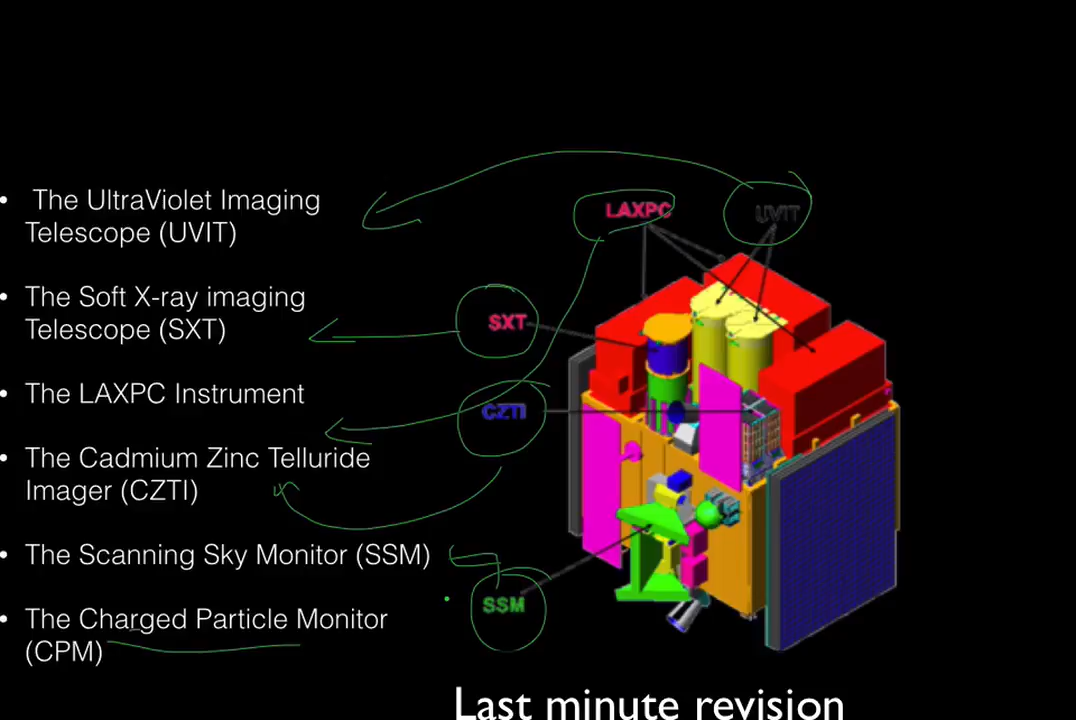 • The UltraViolet Imaging
Telescope (UVIT)
• The Soft X-ray imaging
Telescope (SXT)
• The LAXPC Instrument
• The Cadmium Zinc Telluride
Imager (CZTI)
• The Scanning Sky Monitor (SSM)
• The Charged Particle Monitor
(CPM)
LAXPC
UVIT
SXT
CZTI
SSM
Last minute revision